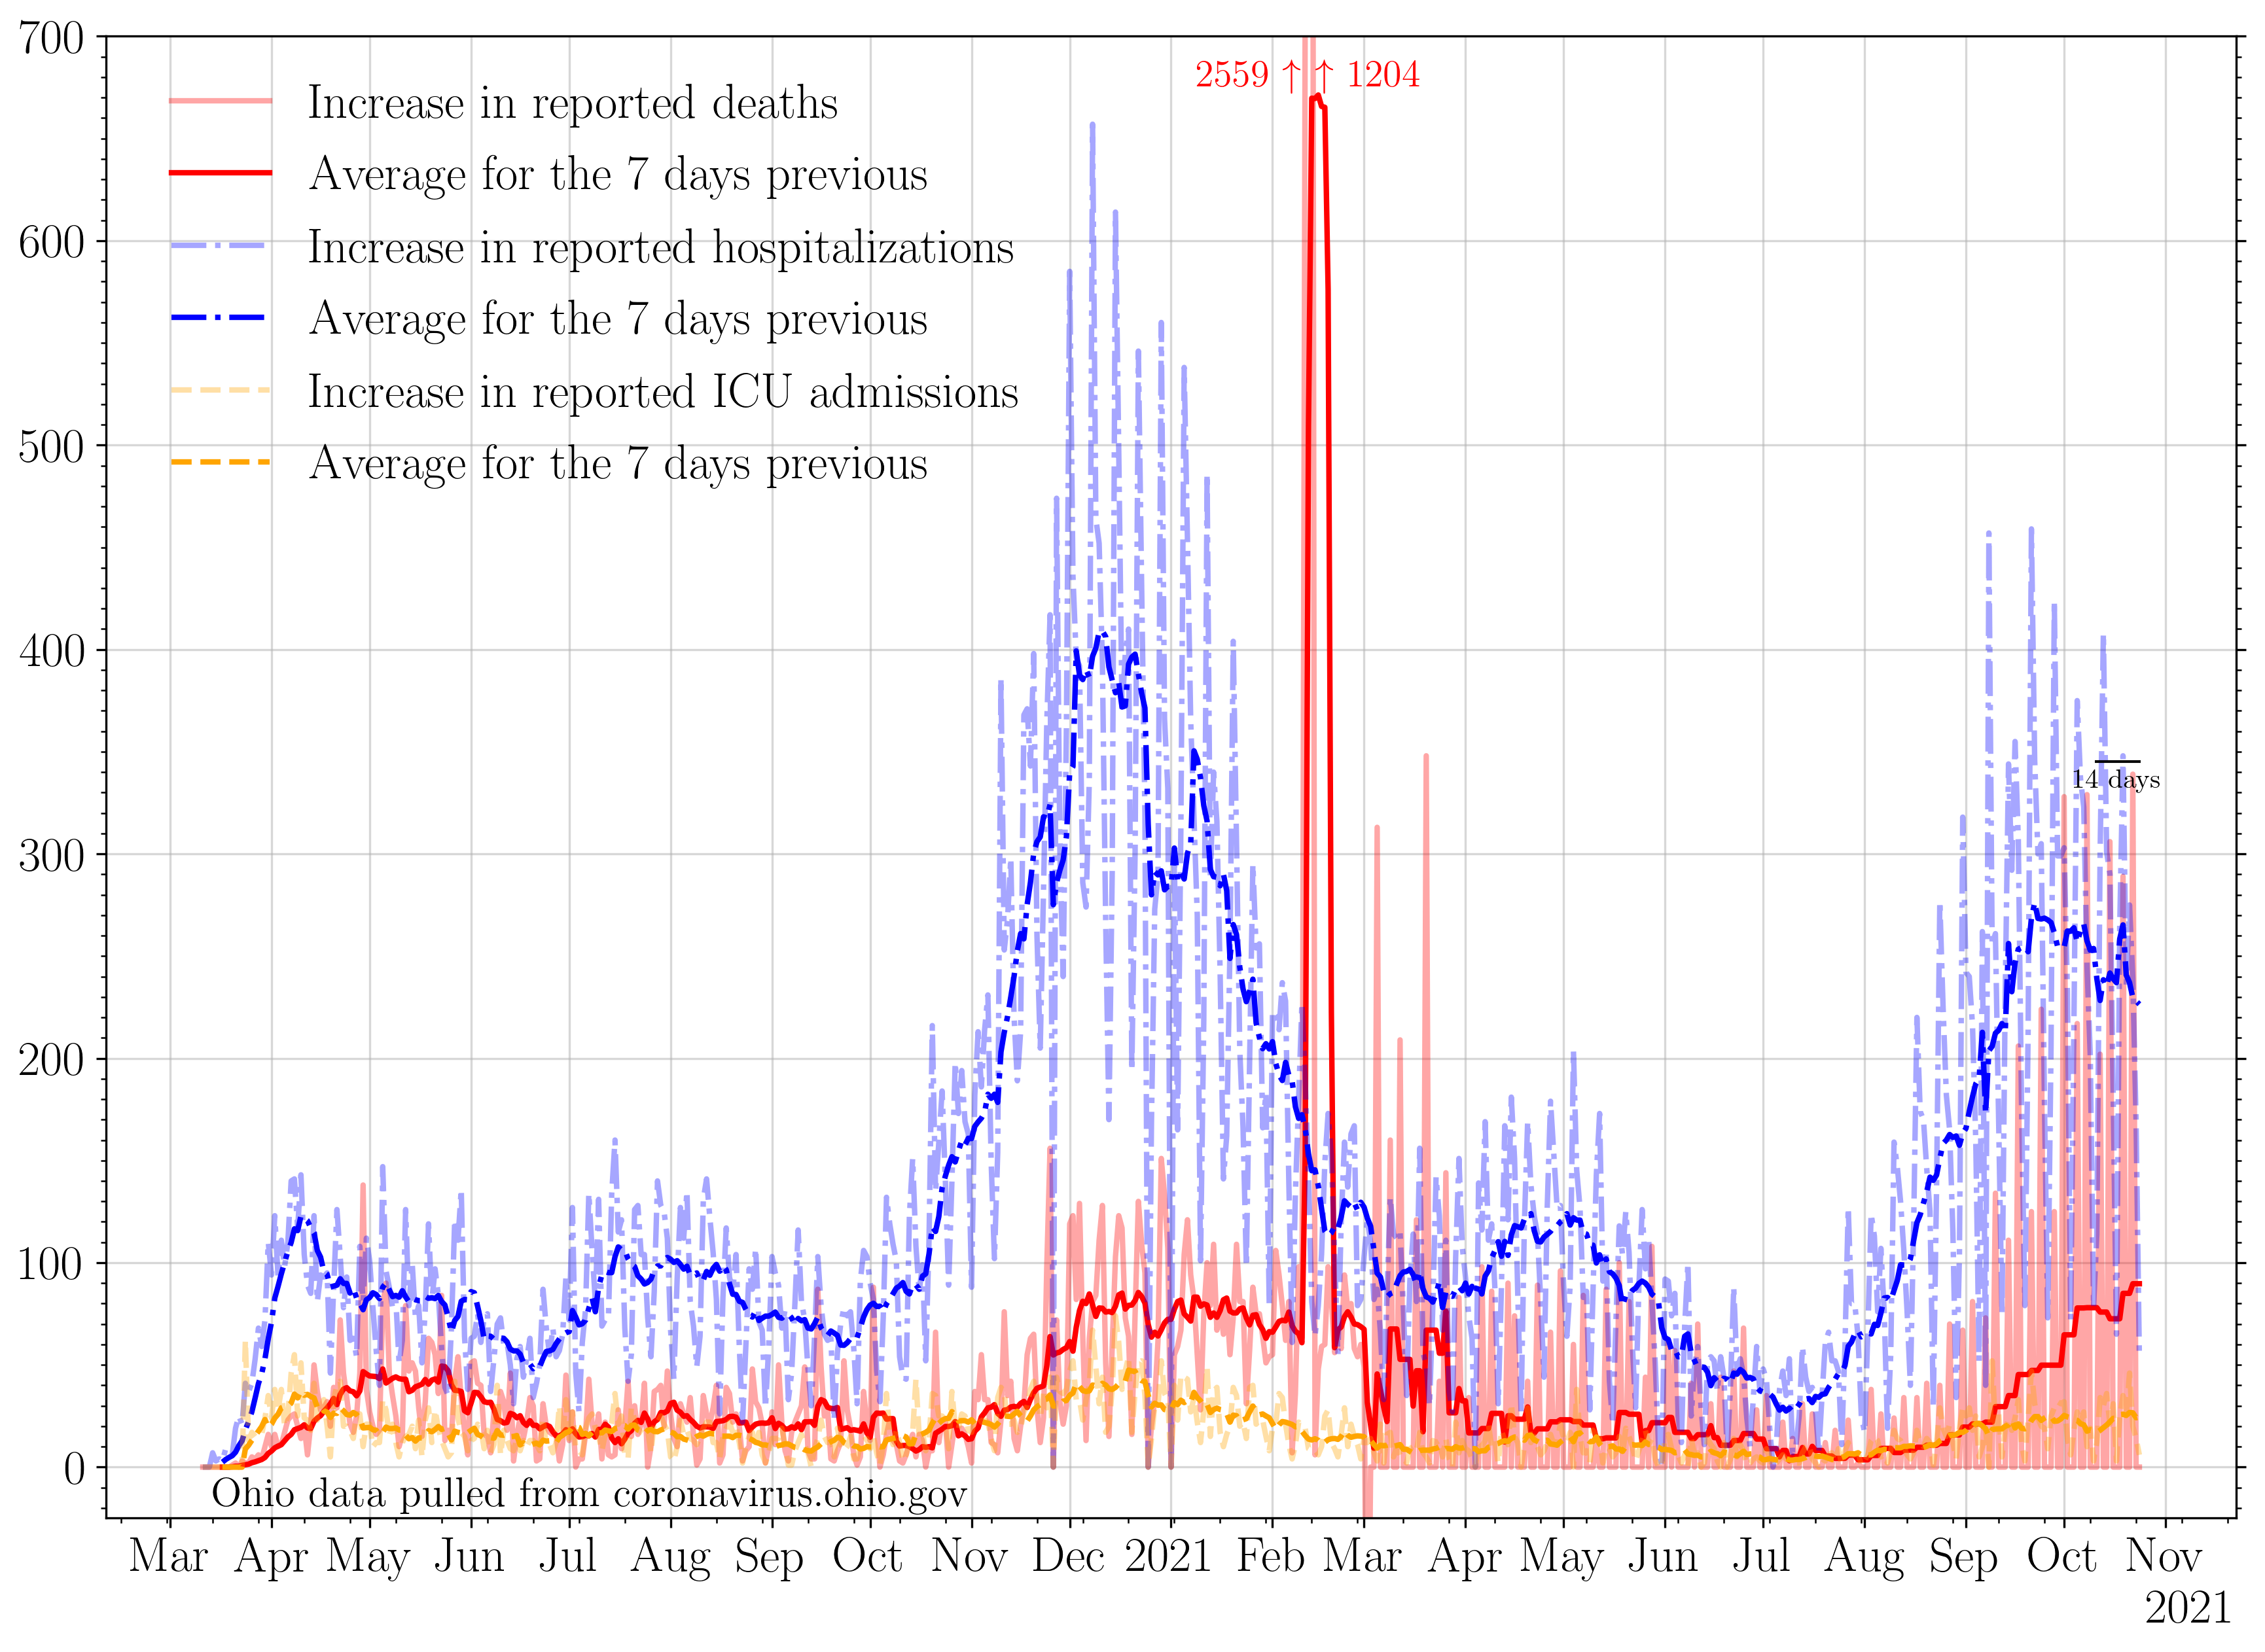 700
600
500
400
300
200
100
0
2559 ↑ ↑ 1204
Increase in reported deaths
Average for the 7 days previous
Increase in reported hospitalizations
Average for the 7 days previous
Increase in reported ICU admissions
Average for the 7 days previous
14 days
Ohio data pulled from coronavirus.ohio.gov
Mar Apr May Jun Jul Aug Sep Oct Nov Dec 2021 Feb Mar Apr May Jun Jul Aug Sep Oct Nov
2021